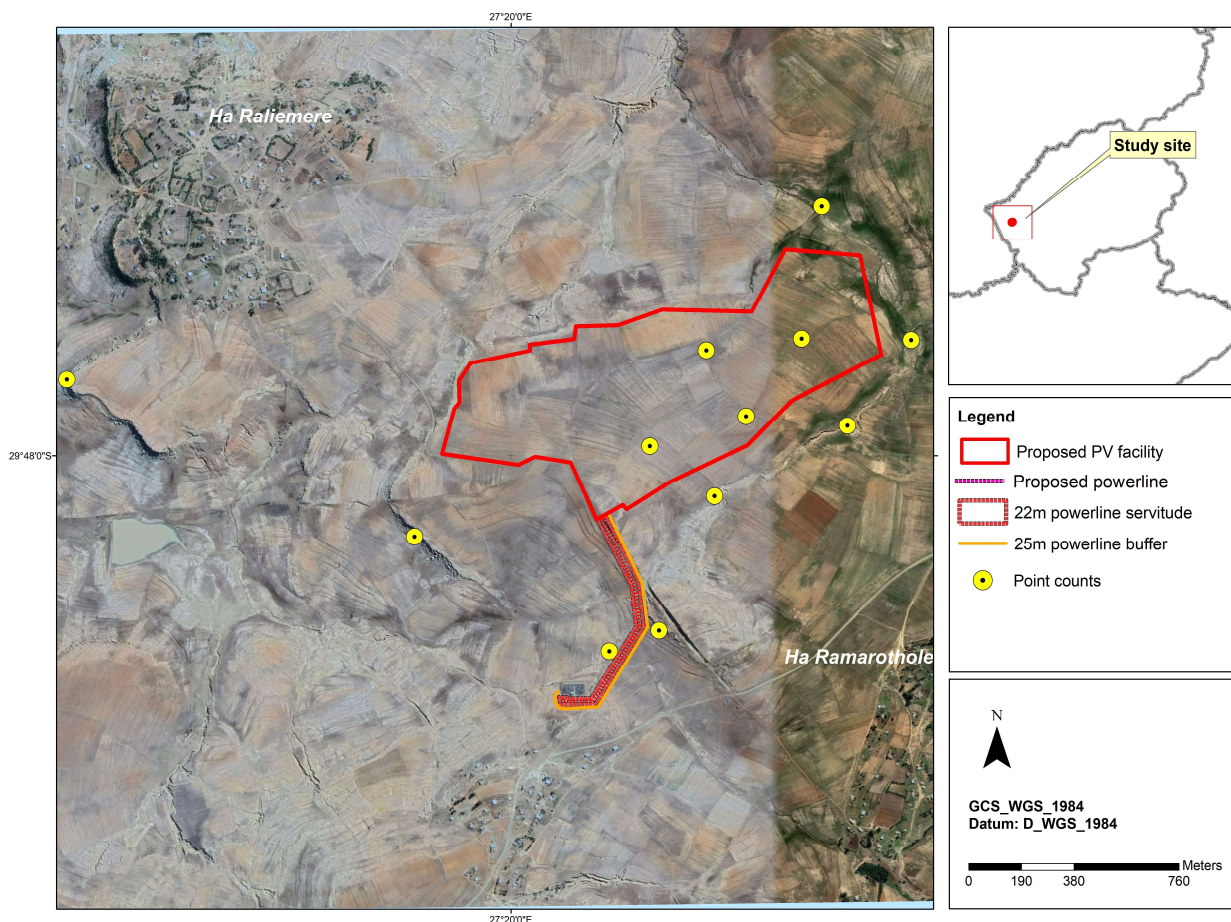 27°20'0"E
Ha Raliemere
29°48'0"S
Ha Ramarothole
27°20'0"E
Study site
Legend
Proposed PV facility
Proposed powerline
22m powerline servitude
25m powerline buffer
Point counts
N
GCS_WGS_1984
Datum: D_WGS_1984
Meters
0 190 380 760